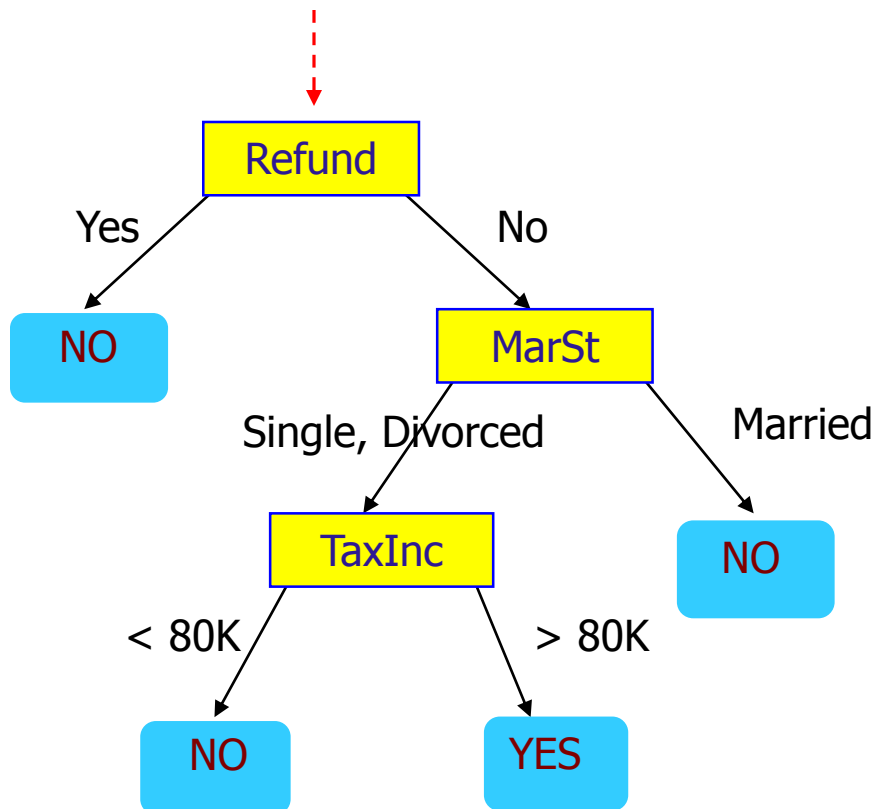 Refund
Yes
No
NO
MarSt
Single, Divorced
Married
TaxInc
NO
< 80K
> 80K
NO
YES